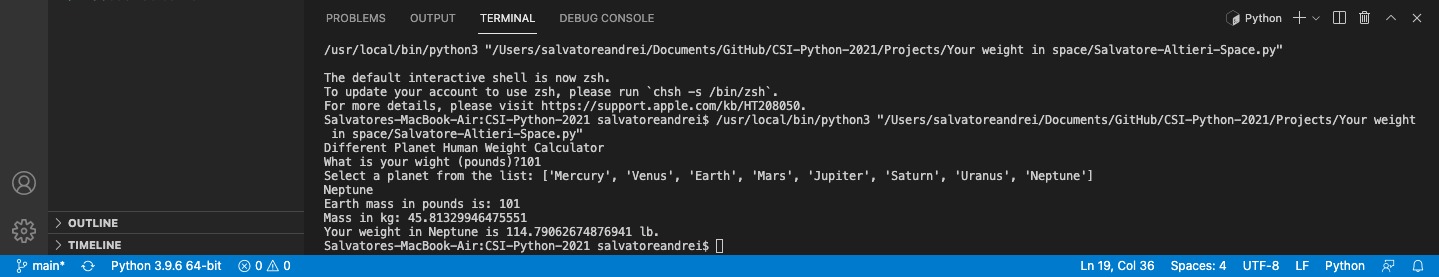 PROBLEMS OUTPUT TERMINAL DEBUG CONSOLE Python
/usr/local/bin/python3 "/Users/salvatoreandrei/Documents/GitHub/CSI-Python-2021/Projects/Your weight in space/Salvatore-Altieri-Space.py"
The default interactive shell is now zsh.
To update your account to use zsh, please run `chsh -s /bin/zsh`.
For more details, please visit https://support.apple.com/kb/HT208050.
Salvatores-MacBook-Air:CSI-Python-2021 salvatoreandrei$ /usr/local/bin/python3 "/Users/salvatoreandrei/Documents/GitHub/CSI-Python-2021/Projects/Your weight
in space/Salvatore-Altieri-Space.py"
Different Planet Human Weight Calculator
What is your wight (pounds)?101
Select a planet from the list: ['Mercury', 'Venus', 'Earth', 'Mars', 'Jupiter', 'Saturn', 'Uranus', 'Neptune']
Neptune
Earth mass in pounds is: 101
Mass in kg: 45.81329946475551
Your weight in Neptune is 114.79062674876941 lb.
Salvatores-MacBook-Air:CSI-Python-2021 salvatoreandrei$
OUTLINE
TIMELINE
main* Python 3.9.6 64-bit 0 0 Ln 19, Col 36 Spaces: 4 UTF-8 LF Python